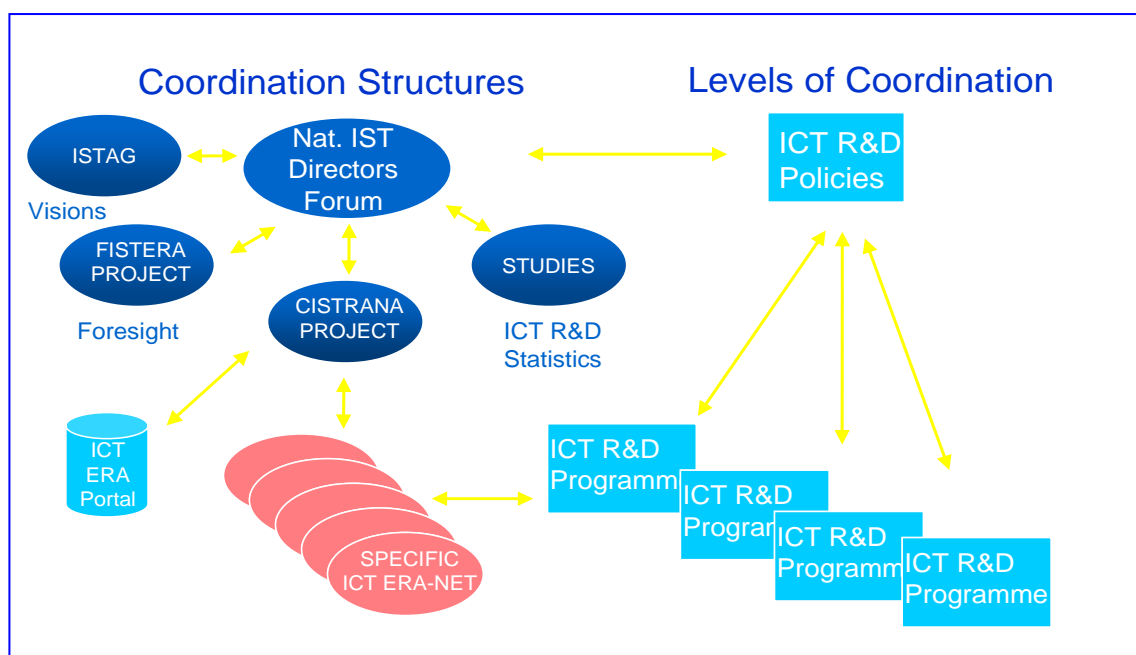 Coordination Structures
Levels of Coordination
ISTAG
Visions
Nat. IST
Directors
Forum
ICT R&D
Policies
FISTERA
PROJECT
Foresight
CISTRANA
PROJECT
STUDIES
ICT R&D
Statistics
ICT
ERA
Portal
SPECIFIC
ICT ERA-NET
ICT R&D
Programm
ICT R&D
Program
ICT R&D
Programm
ICT R&D
Programme